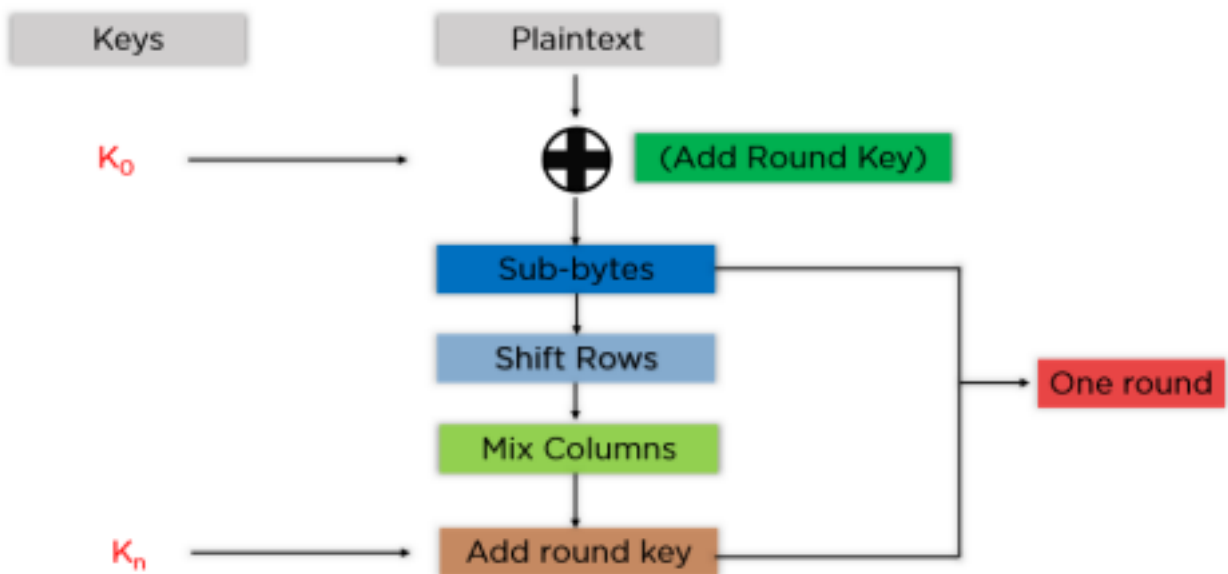 Keys
Plaintext
K₀
(Add Round Key)
Sub-bytes
Shift Rows
One round
Mix Columns
Kₙ
Add round key